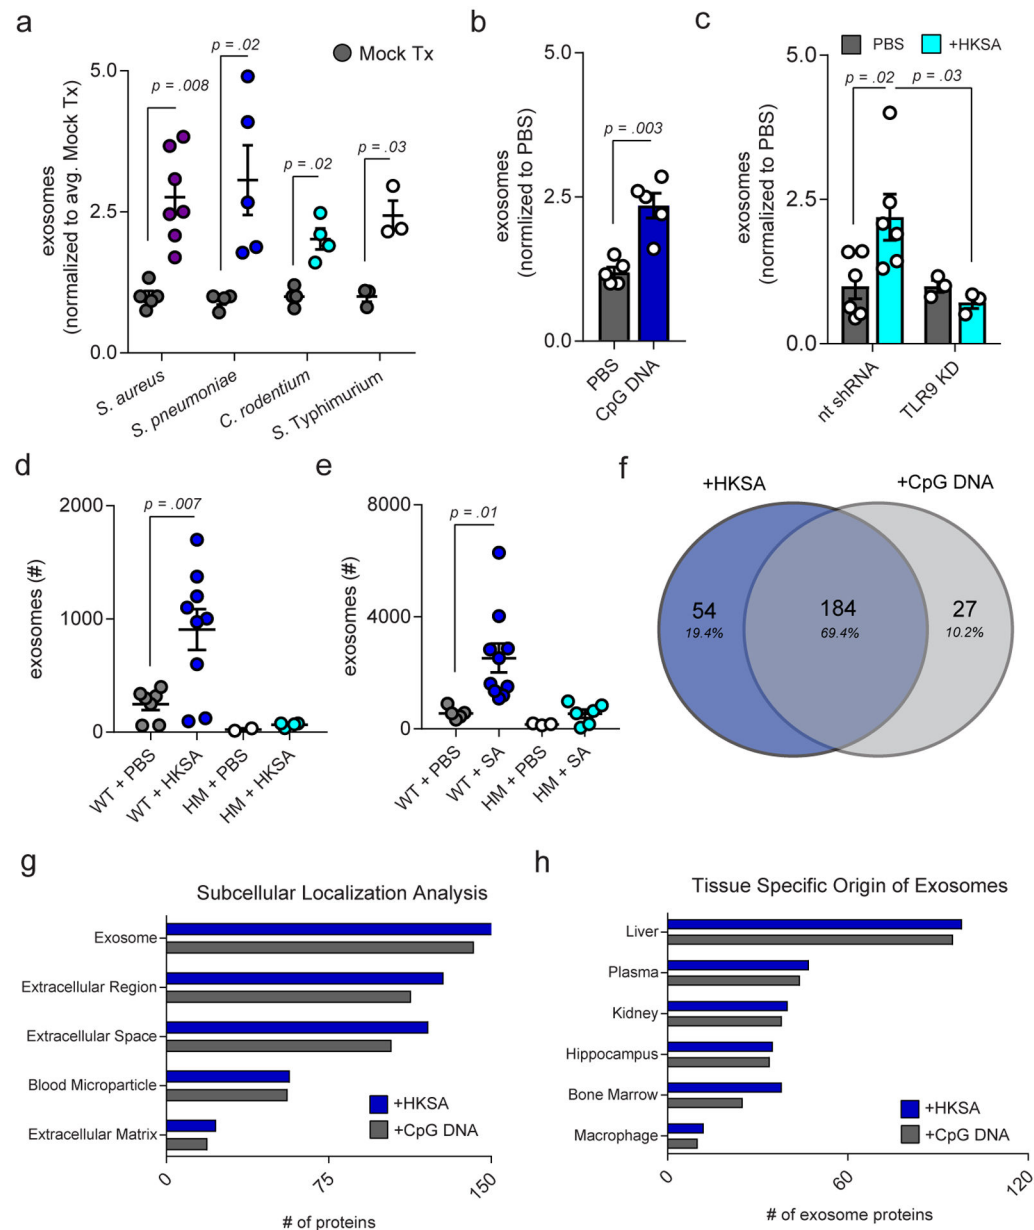 a
p = .008
p = .02
p = .02
p = .03
Mock Tx
exosomes
(normalized to avg. Mock Tx)
5.0
2.5
0.0
S. aureus
S. pneumoniae
C. rodentium
S. Typhimurium
b
p = .003
exosomes
(normlized to PBS)
5.0
2.5
0.0
PBS
CpG DNA
c
PBS
+HKSA
p = .02
p = .03
exosomes
(normalized to PBS)
5.0
2.5
0.0
nt shRNA
TLR9 KD
d
p = .007
exosomes (#)
2000
1000
0
WT + PBS
WT + HKSA
HM + PBS
HM + HKSA
e
p = .01
exosomes (#)
8000
4000
0
WT + PBS
WT + SA
HM + PBS
HM + SA
f
+HKSA
+CpG DNA
54
19.4%
184
69.4%
27
10.2%
g
Subcellular Localization Analysis
Exosome
Extracellular Region
Extracellular Space
Blood Microparticle
Extracellular Matrix
+HKSA
+CpG DNA
0
75
150
# of proteins
h
Tissue Specific Origin of Exosomes
Liver
Plasma
Kidney
Hippocampus
Bone Marrow
Macrophage
+HKSA
+CpG DNA
0
60
120
# of exosome proteins